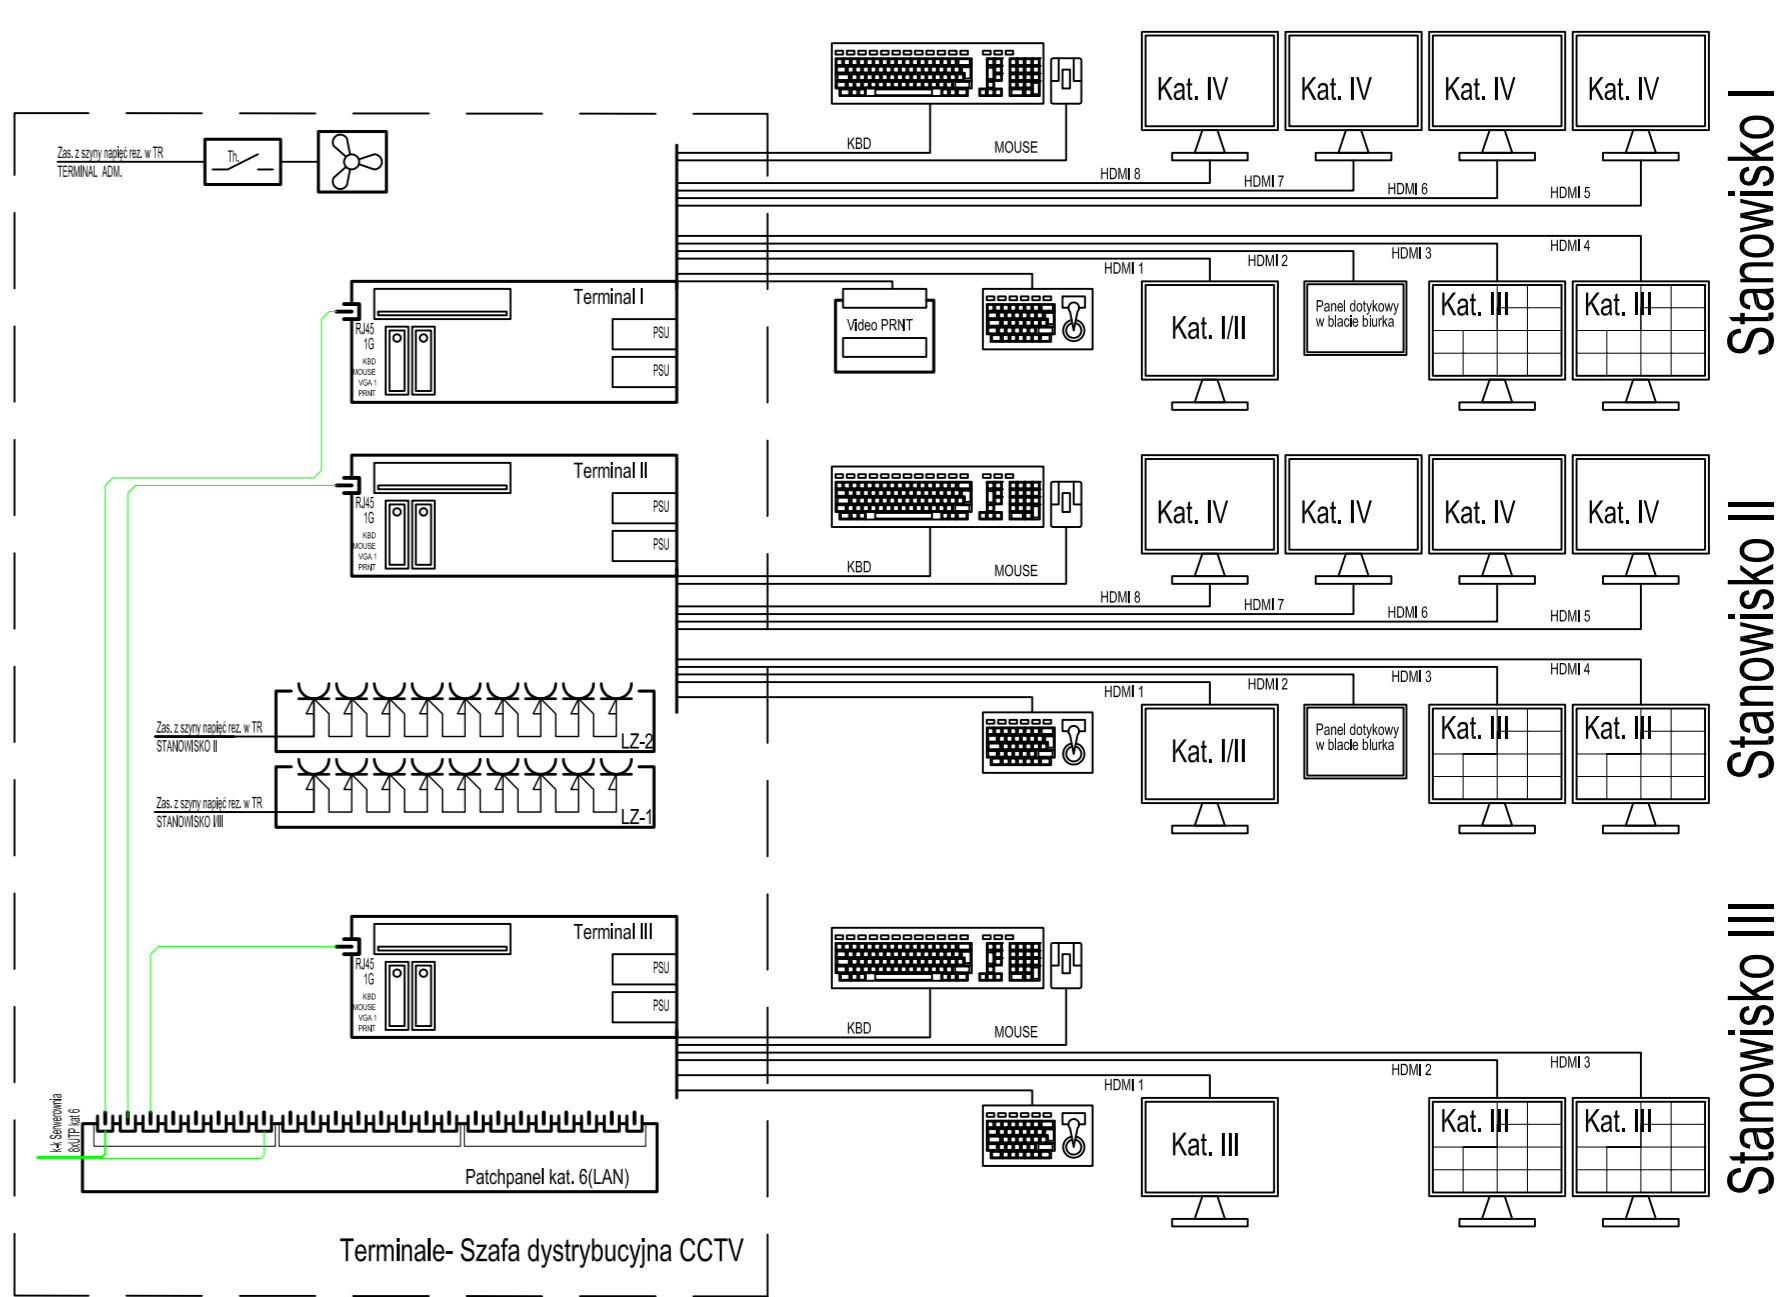 Kat. IV
Kat. IV
Kat. IV
Kat. IV
Stanowisko I
KBD
MOUSE
HDMI 8
HDMI 7
HDMI 6
HDMI 5
Zas. z szyny napięć rez. w TR
TERMINAL ADM.
Th.
HDMI 1
HDMI 2
HDMI 3
HDMI 4
Terminal I
RJ45
1G
KBD
MOUSE
VGA 1
PRNT
PSU
PSU
Video PRNT
Kat. I/II
Panel dotykowy
w blacie biurka
Kat. III
Kat. III
Terminal II
RJ45
1G
KBD
MOUSE
VGA 1
PRNT
PSU
PSU
Kat. IV
Kat. IV
Kat. IV
Kat. IV
Stanowisko II
KBD
MOUSE
HDMI 8
HDMI 7
HDMI 6
HDMI 5
HDMI 1
HDMI 2
HDMI 3
HDMI 4
Zas. z szyny napięć rez. w TR
STANOWISKO II
LZ-2
Kat. I/II
Panel dotykowy
w blacie biurka
Kat. III
Kat. III
Zas. z szyny napięć rez. w TR
STANOWISKO I/III
LZ-1
Terminal III
RJ45
1G
KBD
MOUSE
VGA 1
PRNT
PSU
PSU
Stanowisko III
KBD
MOUSE
HDMI 1
HDMI 2
HDMI 3
Kat. III
Kat. III
Kat. III
k-k Serwerownia
8xUTP kat.6
Patchpanel kat. 6(LAN)
Terminale- Szafa dystrybucyjna CCTV